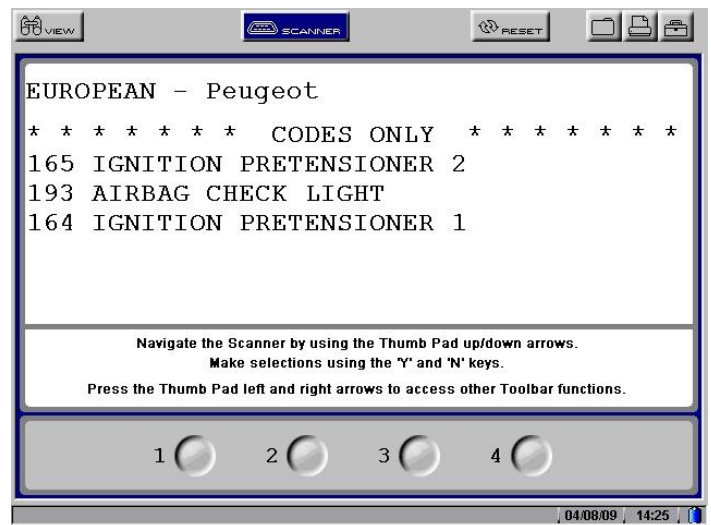 VIEW SCANNER RESET
EUROPEAN - Peugeot
* * * * * * * CODES ONLY * * * * * * *
165 IGNITION PRETENSIONER 2
193 AIRBAG CHECK LIGHT
164 IGNITION PRETENSIONER 1
Navigate the Scanner by using the Thumb Pad up/down arrows.
Make selections using the 'Y' and 'N' keys.
Press the Thumb Pad left and right arrows to access other Toolbar functions.
1 2 3 4
04/08/09 14:25